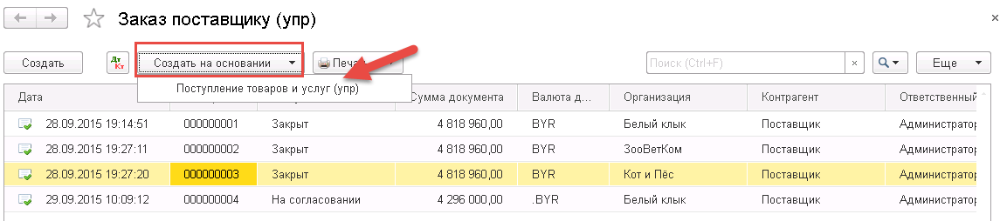 Заказ поставщику (упр)
Создать Дт Кт Создать на основании Поиск (Ctrl+F) × Еще
Поступление товаров и услуг (упр)
Дата Сумма документа Валюта д... Организация Контрагент Ответственный
28.09.2015 19:14:51 000000001 Закрыт 4 818 960,00 BYR Белый клык Поставщик Администратор
28.09.2015 19:27:11 000000002 Закрыт 4 818 960,00 BYR ЗооВетКом Поставщик Администратор
28.09.2015 19:27:20 000000003 Закрыт 4 818 960,00 BYR Кот и Пёс Поставщик Администратор
29.09.2015 10:09:12 000000004 На согласовании 4 296 000,00 .BYR Белый клык Поставщик Администратор